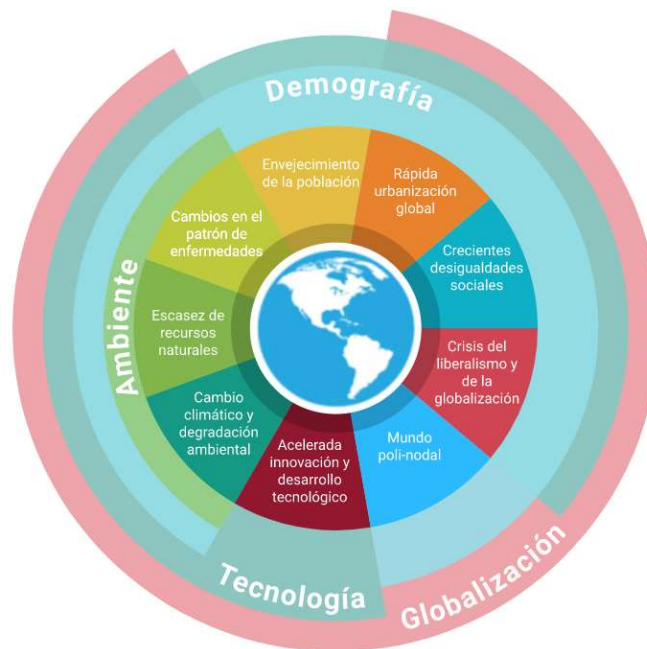 Demografía
Envejecimiento
de la población
Rápida
urbanización
global
Crecientes
desigualdades
sociales
Crisis del
liberalismo y
de la
globalización
Mundo
poli-nodal
Acelerada
innovación y
desarrollo
tecnológico
Cambio
climático y
degradación
ambiental
Escasez de
recursos
naturales
Cambios en el
patrón de
enfermedades
Ambiente
Tecnología
Globalización